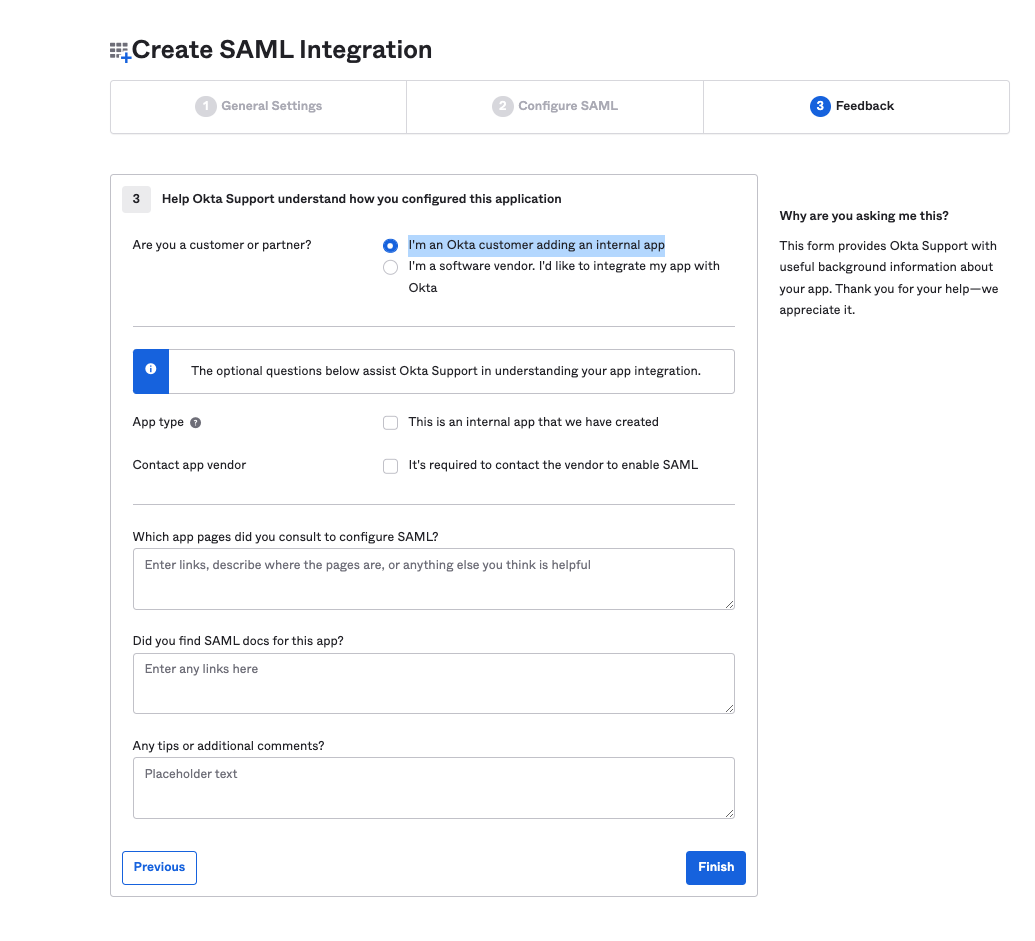 Create SAML Integration
1 General Settings
2 Configure SAML
3 Feedback
3 Help Okta Support understand how you configured this application
Are you a customer or partner?
I'm an Okta customer adding an internal app
I'm a software vendor. I'd like to integrate my app with
Okta
The optional questions below assist Okta Support in understanding your app integration.
App type ?
This is an internal app that we have created
Contact app vendor
It's required to contact the vendor to enable SAML
Which app pages did you consult to configure SAML?
Enter links, describe where the pages are, or anything else you think is helpful
Did you find SAML docs for this app?
Enter any links here
Any tips or additional comments?
Placeholder text
Previous
Finish
Why are you asking me this?
This form provides Okta Support with
useful background information about
your app. Thank you for your help—we
appreciate it.